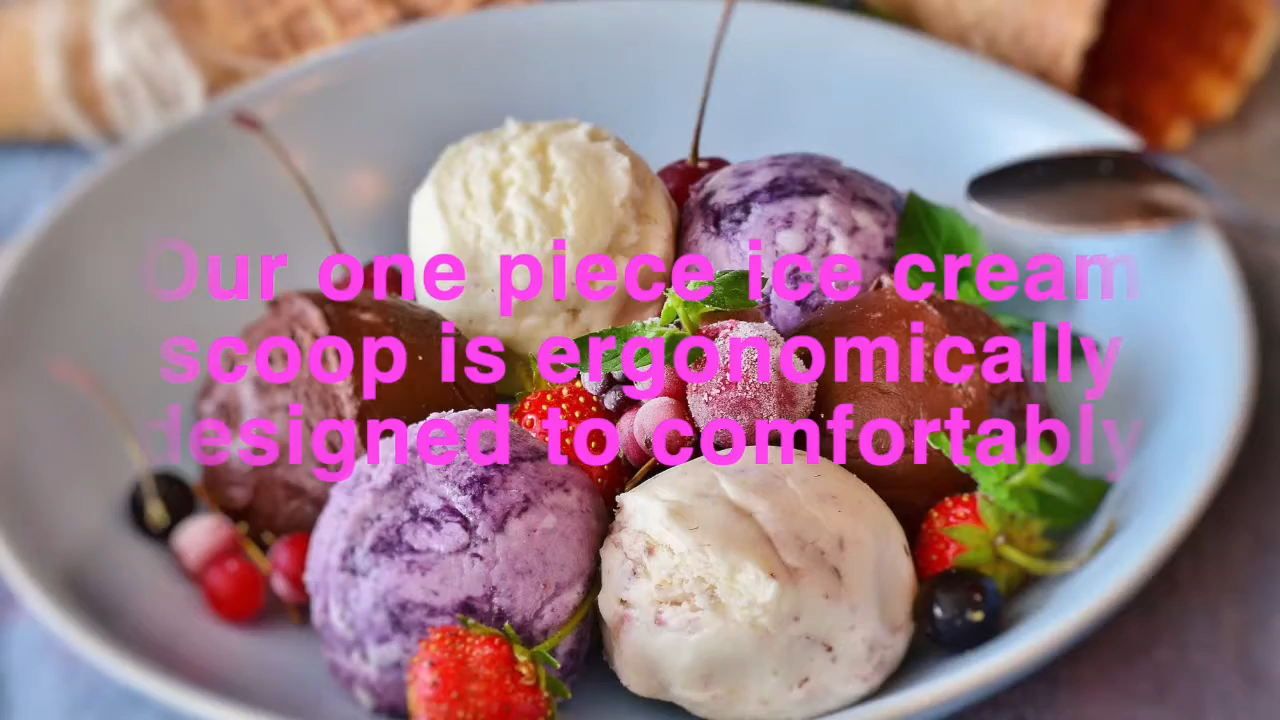 Our one piece ice cream
scoop is ergonomically
designed to comfortably